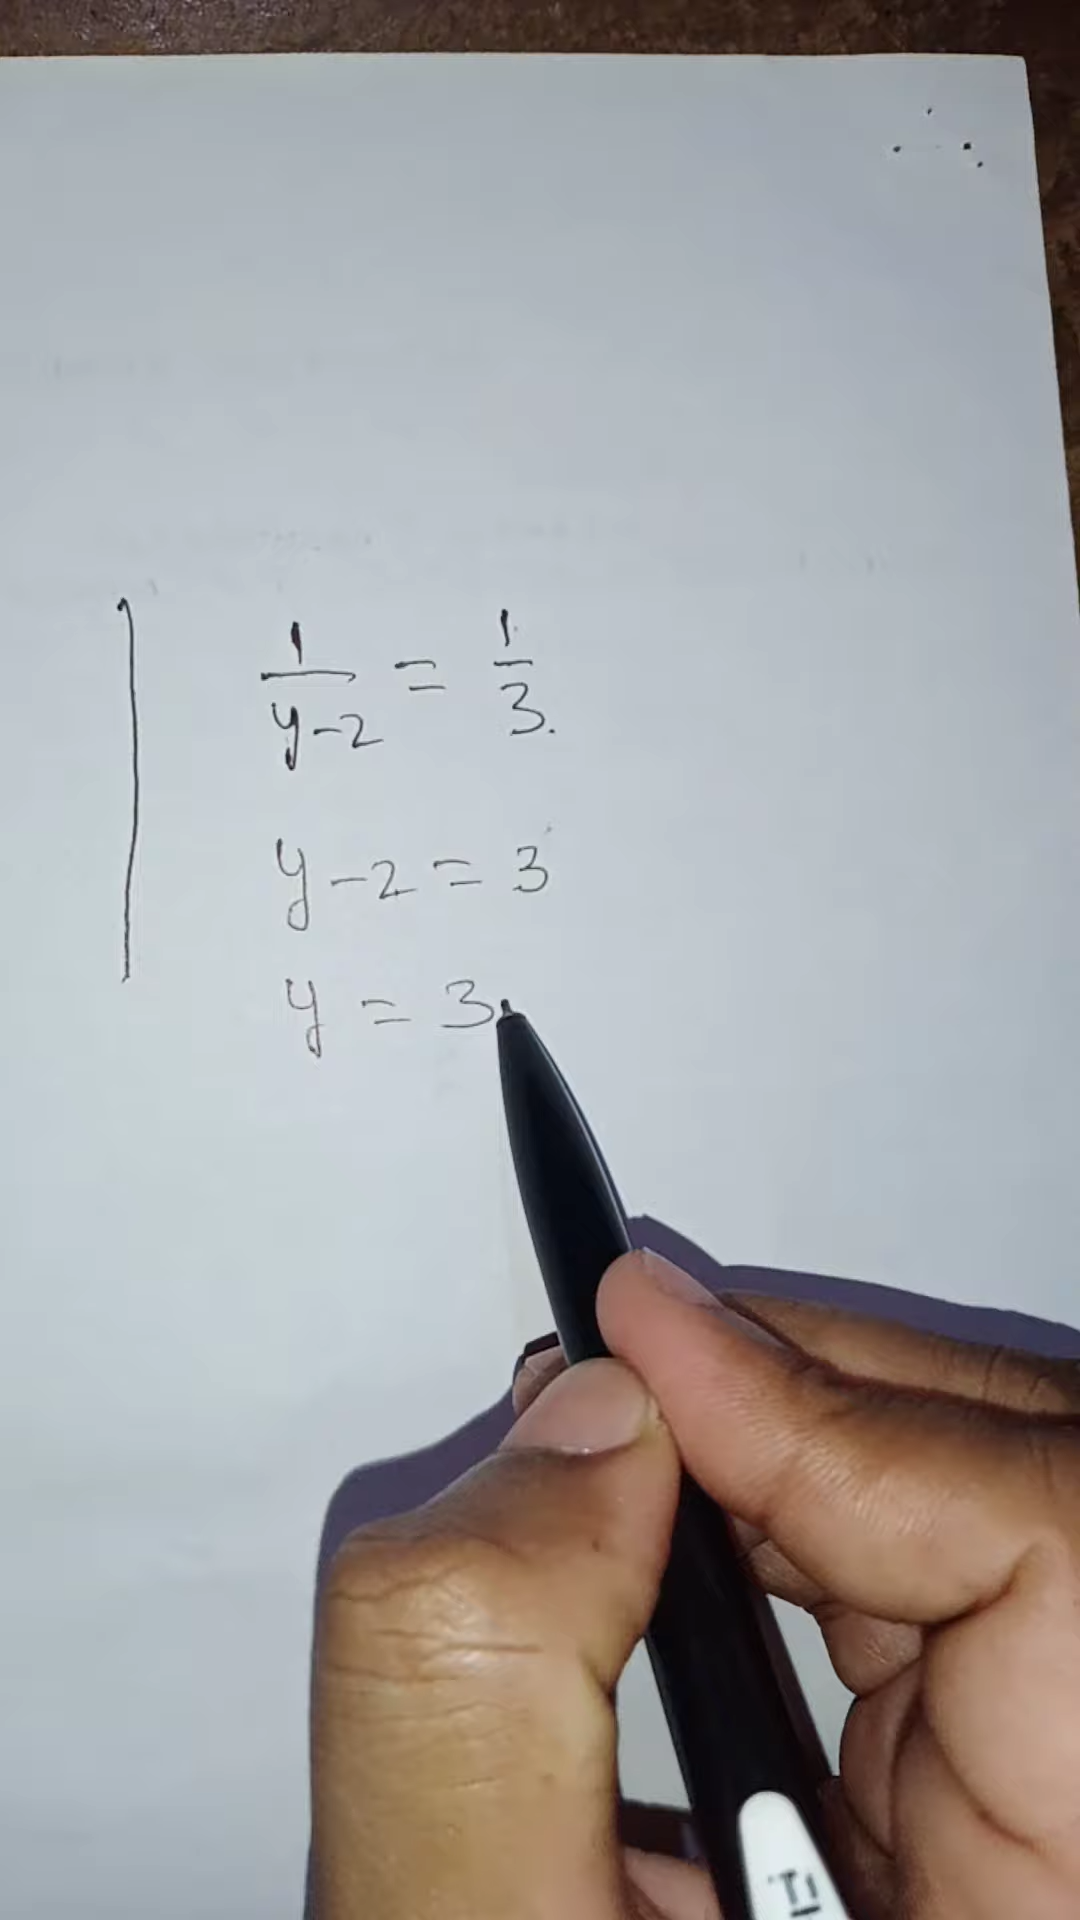 1/y-2 = 1/3.
y-2 = 3
y = 3